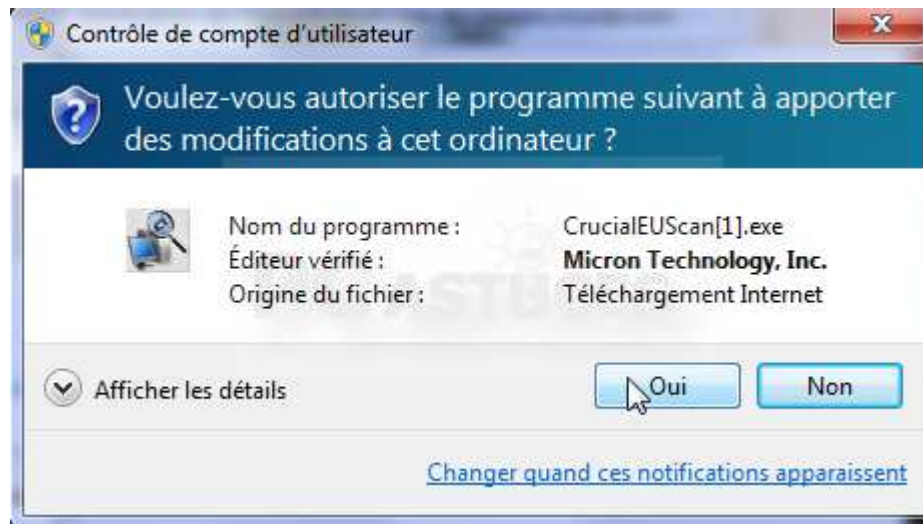 Contrôle de compte d'utilisateur
Voulez-vous autoriser le programme suivant à apporter
des modifications à cet ordinateur ?
Nom du programme : CrucialEUScan[1].exe
Éditeur vérifié : Micron Technology, Inc.
Origine du fichier : Téléchargement Internet
Afficher les détails
Oui Non
Changer quand ces notifications apparaissent